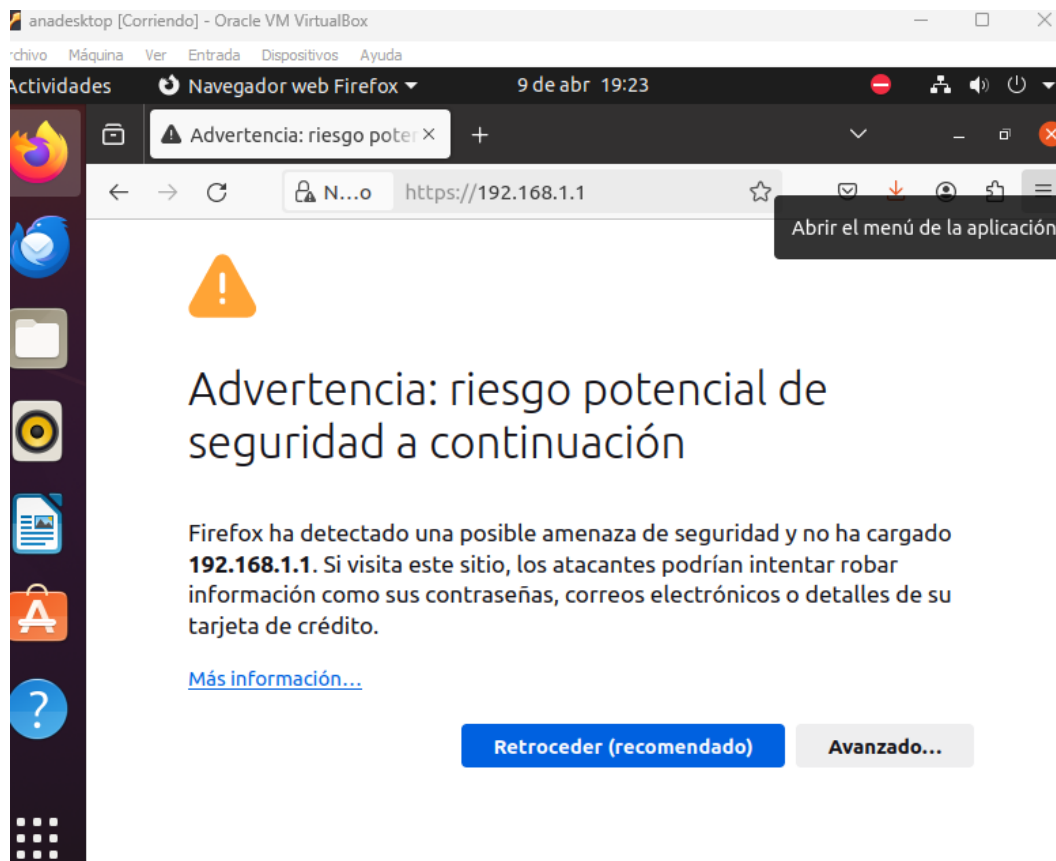 anadesktop [Corriendo] - Oracle VM VirtualBox
rchivo Máquina Ver Entrada Dispositivos Ayuda
Actividades Navegador web Firefox 9 de abr 19:23
Advertencia: riesgo poten
N…o https://192.168.1.1
Abrir el menú de la aplicación
Advertencia: riesgo potencial de
seguridad a continuación
Firefox ha detectado una posible amenaza de seguridad y no ha cargado
192.168.1.1. Si visita este sitio, los atacantes podrían intentar robar
información como sus contraseñas, correos electrónicos o detalles de su
tarjeta de crédito.
Más información…
Retroceder (recomendado) Avanzado…